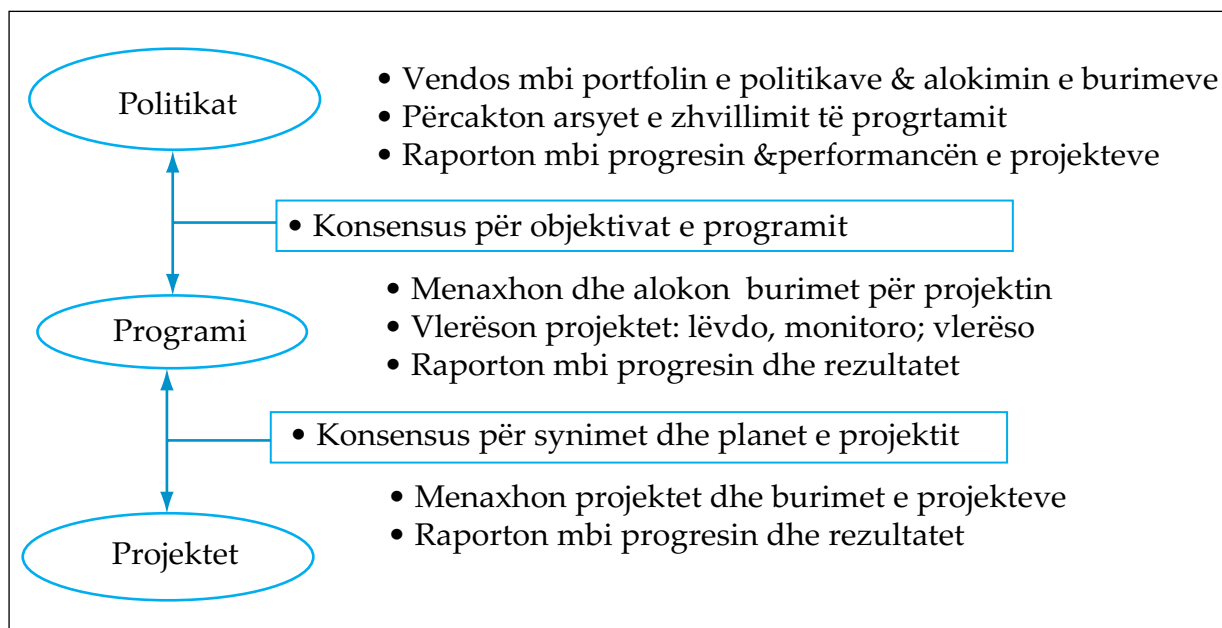 Politikat
• Vendos mbi portfolin e politikave & alokimin e burimeve
• Përcakton arsyet e zhvillimit të progrtamit
• Raporton mbi progresin &performancën e projekteve
• Konsensus për objektivat e programit
Programi
• Menaxhon dhe alokon burimet për projektin
• Vlerëson projektet: lëvdo, monitoro; vlerëso
• Raporton mbi progresin dhe rezultatet
• Konsensus për synimet dhe planet e projektit
Projektet
• Menaxhon projektet dhe burimet e projekteve
• Raporton mbi progresin dhe rezultatet